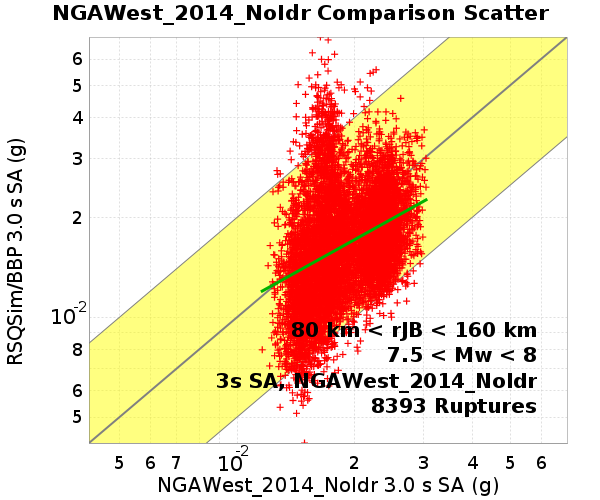 NGAWest_2014_NoIdr Comparison Scatter
RSQSim/BBP 3.0 s SA (g)
6
5
4
3
2
10-2
8
6
5
80 km < rJB < 160 km
7.5 < Mw < 8
3s SA, NGAWest_2014_NoIdr
8393 Ruptures
5 6 7 10-2 2 3 4 5 6
NGAWest_2014_NoIdr 3.0 s SA (g)